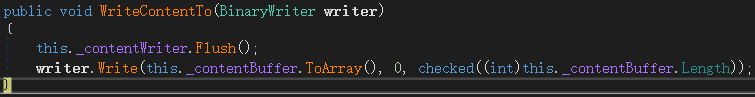 public void WriteContentTo(BinaryWriter writer)
{
    this._contentWriter.Flush();
    writer.Write(this._contentBuffer.ToArray(), 0, checked((int)this._contentBuffer.Length));
}